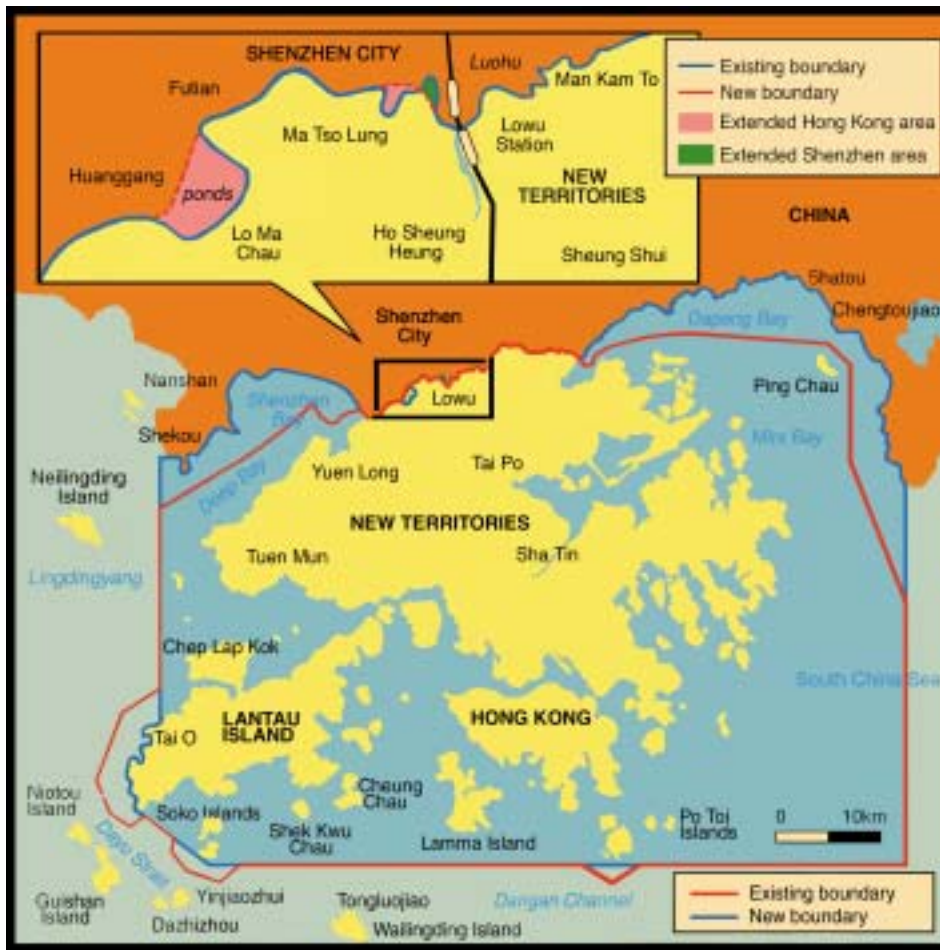 SHENZHEN CITY
Luohu
Futian
Man Kam To
Ma Tso Lung
Lowu
Station
Huanggang
ponds
NEW
TERRITORIES
Lo Ma
Chau
Ho Sheung
Heung
Sheung Shui
Existing boundary
New boundary
Extended Hong Kong area
Extended Shenzhen area
CHINA
Shatou
Chengtoujiao
Shenzhen
City
Dapeng Bay
Nanshan
Shenzhen
Bay
Lowu
Ping Chau
Shekou
Mirs Bay
Neilingding
Island
Deep Bay
Yuen Long
Tai Po
NEW TERRITORIES
Tuen Mun
Sha Tin
Lingdingyang
Chep Lap Kok
South China Sea
LANTAU
ISLAND
HONG KONG
Tai O
Niotou
Island
Cheung
Chau
Soko Islands
Shek Kwu
Chau
Lamma Island
Po Toi
Islands
0 10km
Dayu Strait
Guishan
Island
Yinjiaozhui
Dazhizhou
Tongluojiao
Wailingding Island
Dangan Channel
Existing boundary
New boundary